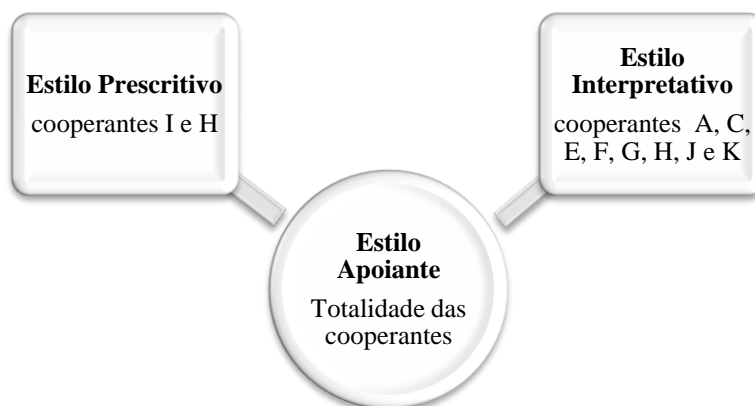 Estilo Prescritivo
cooperantes I e H
Estilo
Interpretativo
cooperantes A, C,
E, F, G, H, J e K
Estilo
Apoiante
Totalidade das
cooperantes